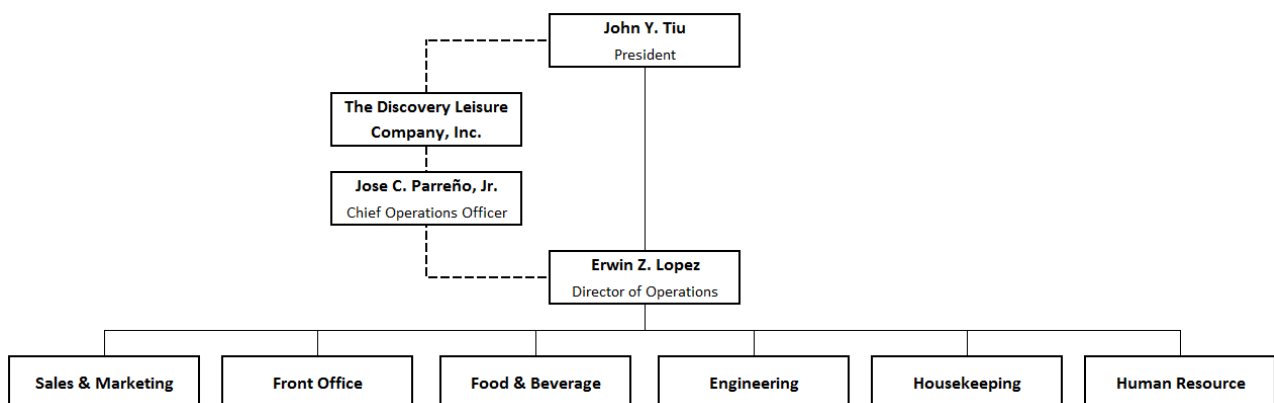 John Y. Tiu
President
The Discovery Leisure
Company, Inc.
Jose C. Parreño, Jr.
Chief Operations Officer
Erwin Z. Lopez
Director of Operations
Sales & Marketing
Front Office
Food & Beverage
Engineering
Housekeeping
Human Resource